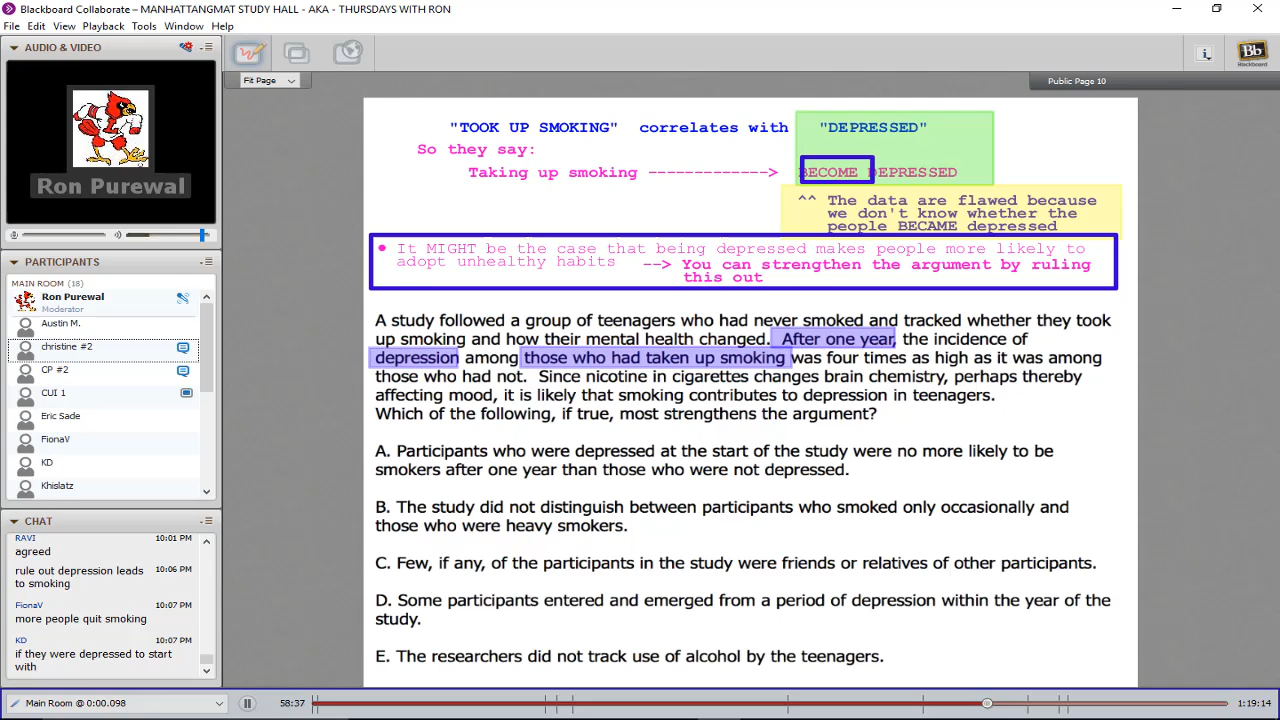 Blackboard Collaborate – MANHATTANGMAT STUDY HALL - AKA - THURSDAYS WITH RON
File Edit View Playback Tools Window Help
AUDIO & VIDEO
Fit Page
Public Page 10
Bb
Blackboard
Ron Purewal
PARTICIPANTS
MAIN ROOM (18)
Ron Purewal
Moderator
Austin M.
christine #2
CP #2
CUI 1
Eric Sade
FionaV
KD
Khislatz
CHAT
RAVI 10:01 PM
agreed
rule out depression leads 10:06 PM
to smoking
FionaV 10:07 PM
more people quit smoking
KD 10:07 PM
if they were depressed to start
with
"TOOK UP SMOKING" correlates with "DEPRESSED"
So they say:
Taking up smoking -------------> BECOME DEPRESSED
^^ The data are flawed because
we don't know whether the
people BECAME depressed
• It MIGHT be the case that being depressed makes people more likely to
adopt unhealthy habits --> You can strengthen the argument by ruling
this out
A study followed a group of teenagers who had never smoked and tracked whether they took
up smoking and how their mental health changed. After one year, the incidence of
depression among those who had taken up smoking was four times as high as it was among
those who had not. Since nicotine in cigarettes changes brain chemistry, perhaps thereby
affecting mood, it is likely that smoking contributes to depression in teenagers.
Which of the following, if true, most strengthens the argument?
A. Participants who were depressed at the start of the study were no more likely to be
smokers after one year than those who were not depressed.
B. The study did not distinguish between participants who smoked only occasionally and
those who were heavy smokers.
C. Few, if any, of the participants in the study were friends or relatives of other participants.
D. Some participants entered and emerged from a period of depression within the year of the
study.
E. The researchers did not track use of alcohol by the teenagers.
Main Room @ 0:00.098
58:37
1:19:14